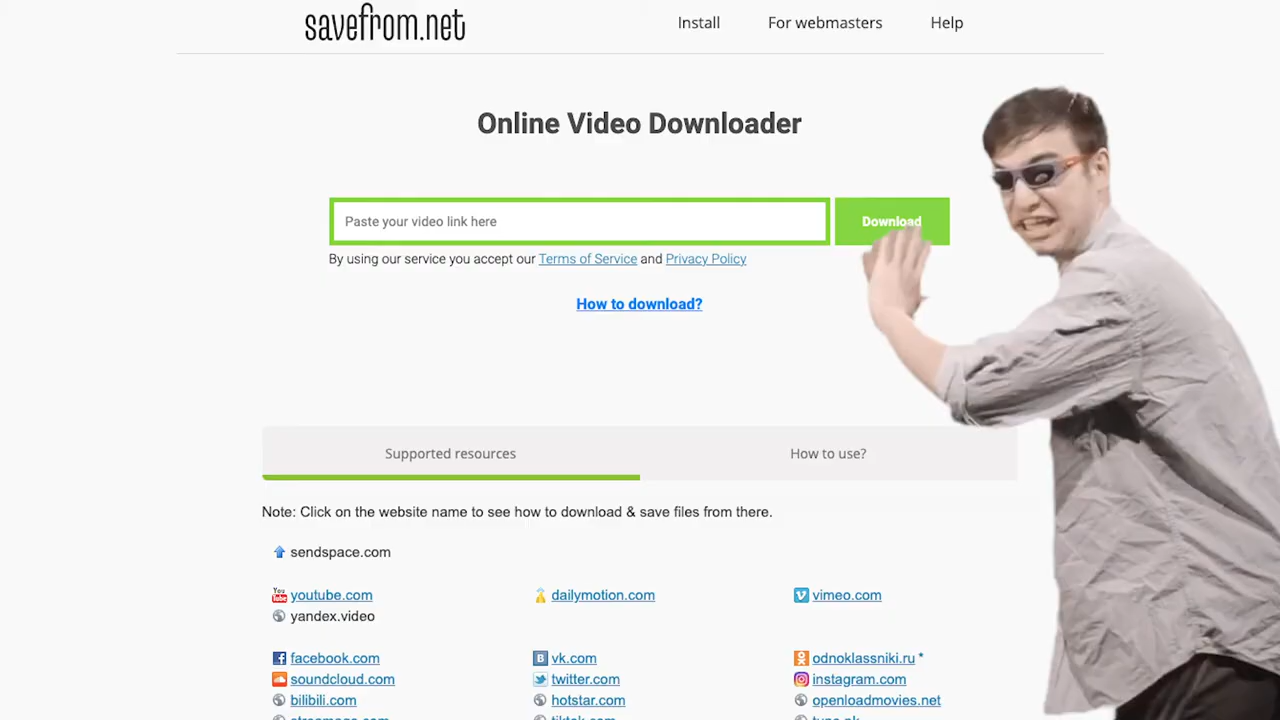 savefrom.net
Install For webmasters Help
Online Video Downloader
Paste your video link here
Download
By using our service you accept our Terms of Service and Privacy Policy
How to download?
Supported resources How to use?
Note: Click on the website name to see how to download & save files from there.
sendspace.com
You Tube youtube.com dailymotion.com vimeo.com
yandex.video
facebook.com vk.com odnoklassniki.ru *
soundcloud.com twitter.com instagram.com
bilibili.com hotstar.com openloadmovies.net